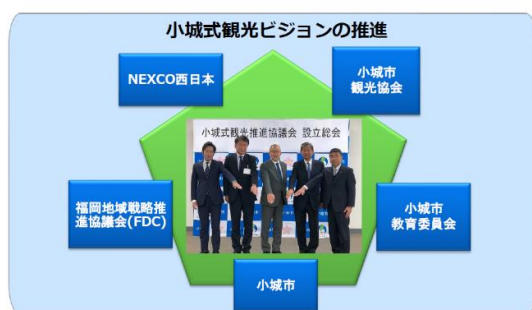 小城式観光ビジョンの推進
NEXCO西日本
小城市
観光協会
小城式観光推進協議会 設立総会
福岡地域戦略推
進協議会(FDC)
小城市
教育委員会
小城市